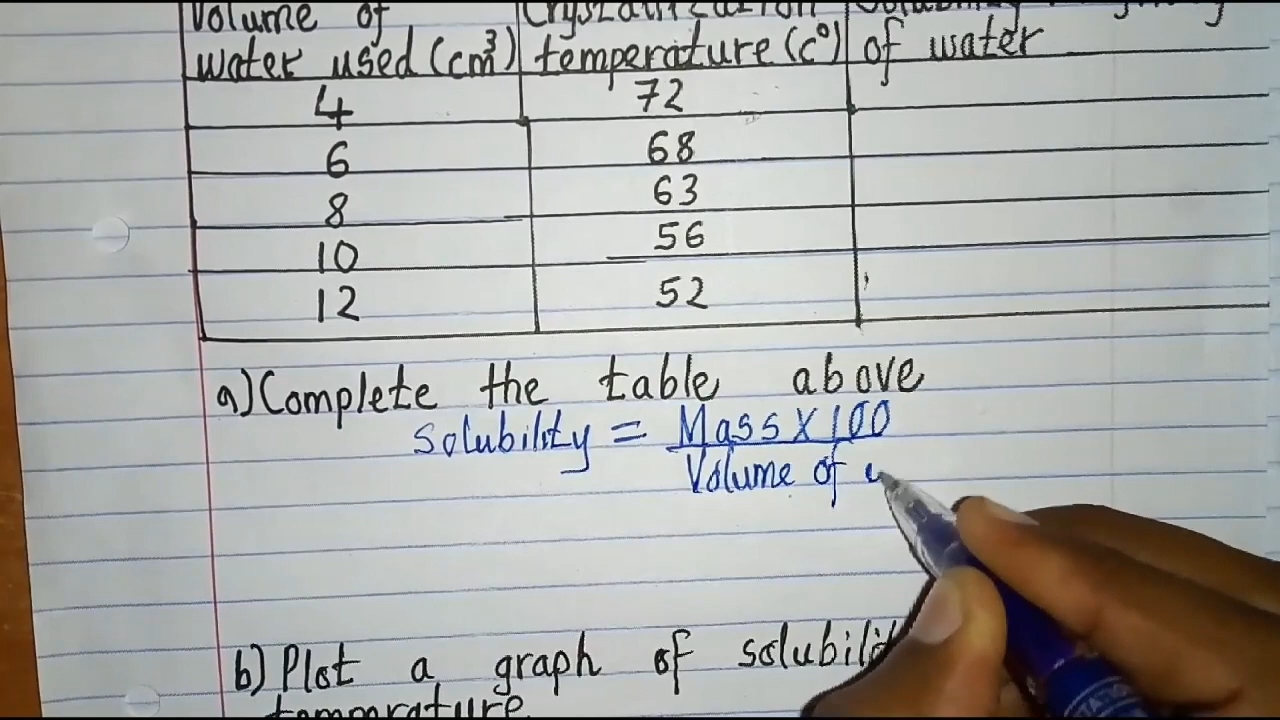 Volume of
water used (cm³) temperature (c°) of water
4 72
6 68
8 63
10 56
12 52
a) Complete the table above
Solubility = Mass X 100
Volume of
b) Plot a graph of
temperature